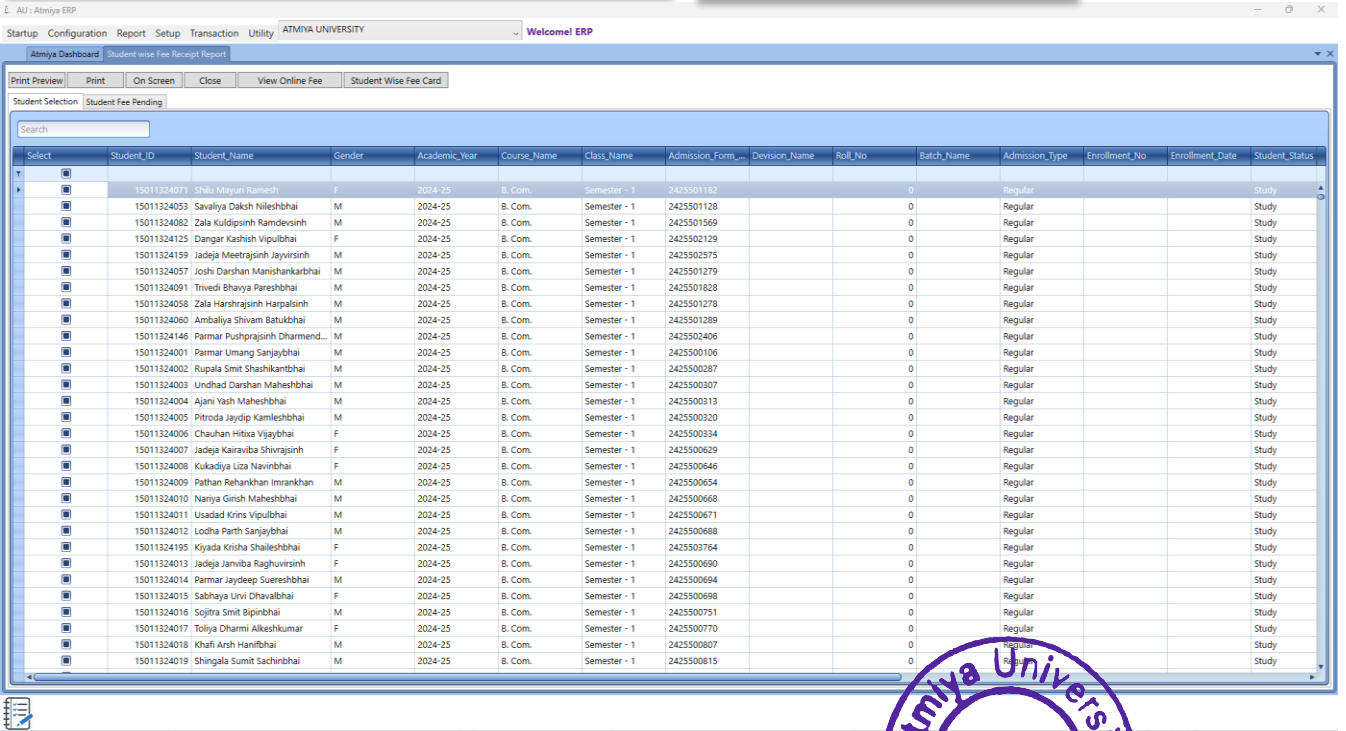 AU : Atmiya ERP
Startup Configuration Report Setup Transaction Utility ATMIYA UNIVERSITY Welcome! ERP
Atmiya Dashboard Student wise Fee Receipt Report
Print Preview Print On Screen Close View Online Fee Student Wise Fee Card
Student Selection Student Fee Pending
Search
Select Student_ID Student_Name Gender Academic_Year Course_Name Class_Name Admission_Form_... Devision_Name Roll_No Batch_Name Admission_Type Enrollment_No Enrollment_Date Student_Status
15011324071 Shilu Mayuri Ramesh F 2024-25 B. Com. Semester - 1 2425501182 0 Regular Study
15011324053 Savaliya Daksh Nileshbhai M 2024-25 B. Com. Semester - 1 2425501128 0 Regular Study
15011324082 Zala Kuldipsinh Ramdevsinh M 2024-25 B. Com. Semester - 1 2425501569 0 Regular Study
15011324125 Dangar Kashish Vipulbhai F 2024-25 B. Com. Semester - 1 2425502129 0 Regular Study
15011324159 Jadeja Meetrajsinh Jayvirsinh M 2024-25 B. Com. Semester - 1 2425502575 0 Regular Study
15011324057 Joshi Darshan Manishankarbhai M 2024-25 B. Com. Semester - 1 2425501279 0 Regular Study
15011324091 Trivedi Bhavya Pareshbhai M 2024-25 B. Com. Semester - 1 2425501828 0 Regular Study
15011324058 Zala Harshrajsinh Harpalsinh M 2024-25 B. Com. Semester - 1 2425501278 0 Regular Study
15011324060 Ambaliya Shivam Batukbhai M 2024-25 B. Com. Semester - 1 2425501289 0 Regular Study
15011324146 Parmar Pushprajsinh Dharmend... M 2024-25 B. Com. Semester - 1 2425502406 0 Regular Study
15011324001 Parmar Umang Sanjaybhai M 2024-25 B. Com. Semester - 1 2425500106 0 Regular Study
15011324002 Rupala Smit Shashikantbhai M 2024-25 B. Com. Semester - 1 2425500287 0 Regular Study
15011324003 Undhad Darshan Maheshbhai M 2024-25 B. Com. Semester - 1 2425500307 0 Regular Study
15011324004 Ajani Yash Maheshbhai M 2024-25 B. Com. Semester - 1 2425500313 0 Regular Study
15011324005 Pitroda Jaydip Kamleshbhai M 2024-25 B. Com. Semester - 1 2425500320 0 Regular Study
15011324006 Chauhan Hitixa Vijaybhai F 2024-25 B. Com. Semester - 1 2425500334 0 Regular Study
15011324007 Jadeja Kairaviba Shivrajsinh F 2024-25 B. Com. Semester - 1 2425500629 0 Regular Study
15011324008 Kukadiya Liza Navinbhai F 2024-25 B. Com. Semester - 1 2425500646 0 Regular Study
15011324009 Pathan Rehankhan Imrankhan M 2024-25 B. Com. Semester - 1 2425500654 0 Regular Study
15011324010 Nariya Girish Maheshbhai M 2024-25 B. Com. Semester - 1 2425500668 0 Regular Study
15011324011 Usadad Krins Vipulbhai M 2024-25 B. Com. Semester - 1 2425500671 0 Regular Study
15011324012 Lodha Parth Sanjaybhai M 2024-25 B. Com. Semester - 1 2425500688 0 Regular Study
15011324195 Kiyada Krisha Shaileshbhai F 2024-25 B. Com. Semester - 1 2425503764 0 Regular Study
15011324013 Jadeja Janviba Raghuvirsinh F 2024-25 B. Com. Semester - 1 2425500690 0 Regular Study
15011324014 Parmar Jaydeep Suereshbhai M 2024-25 B. Com. Semester - 1 2425500694 0 Regular Study
15011324015 Sabhaya Urvi Dhavalbhai F 2024-25 B. Com. Semester - 1 2425500698 0 Regular Study
15011324016 Sojitra Smit Bipinbhai M 2024-25 B. Com. Semester - 1 2425500751 0 Regular Study
15011324017 Toliya Dharmi Alkeshkumar F 2024-25 B. Com. Semester - 1 2425500770 0 Regular Study
15011324018 Khafi Arsh Hanifbhai M 2024-25 B. Com. Semester - 1 2425500807 0 Regular Study
15011324019 Shingala Sumit Sachinbhai M 2024-25 B. Com. Semester - 1 2425500815 0 Regular Study